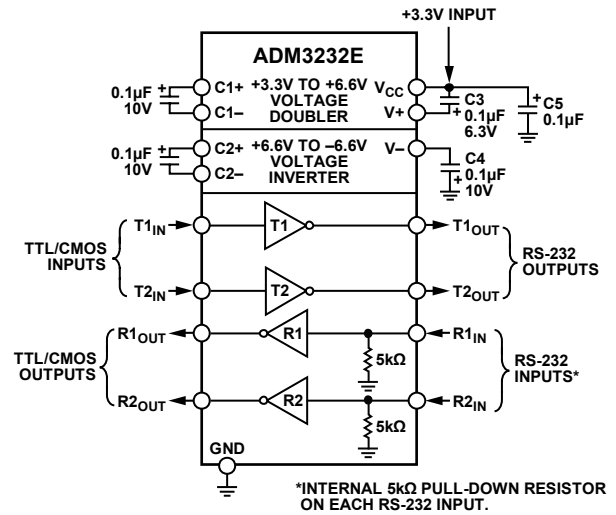 +3.3V INPUT
ADM3232E
0.1µF
10V
+
C1+
C1–
+3.3V TO +6.6V
VOLTAGE
DOUBLER
VCC
V+
C3
0.1µF
6.3V
+
+
C5
0.1µF
0.1µF
10V
+
C2+
C2–
+6.6V TO –6.6V
VOLTAGE
INVERTER
V–
C4
0.1µF
10V
+
TTL/CMOS
INPUTS
T1IN
T1
T1OUT
T2IN
T2
T2OUT
RS-232
OUTPUTS
TTL/CMOS
OUTPUTS
R1OUT
R1
R1IN
5kΩ
R2OUT
R2
R2IN
5kΩ
RS-232
INPUTS*
GND
*INTERNAL 5kΩ PULL-DOWN RESISTOR
ON EACH RS-232 INPUT.